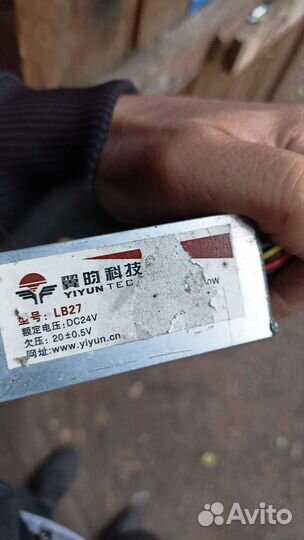 翼昀科技
YIYUN TEC
型号: LB27
额定电压: DC24V
欠压: 20±0.5V
网址: www.yiyun.cn
Avito